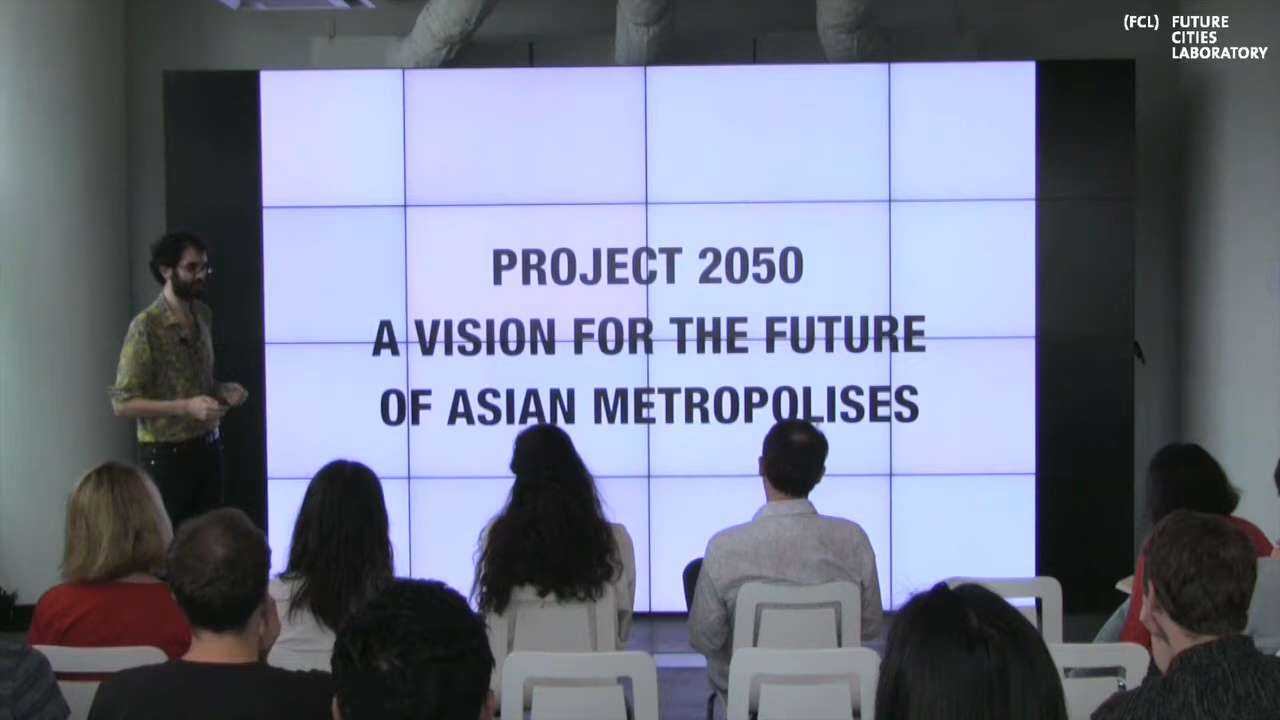 (FCL) FUTURE
CITIES
LABORATORY
PROJECT 2050
A VISION FOR THE FUTURE
OF ASIAN METROPOLISES